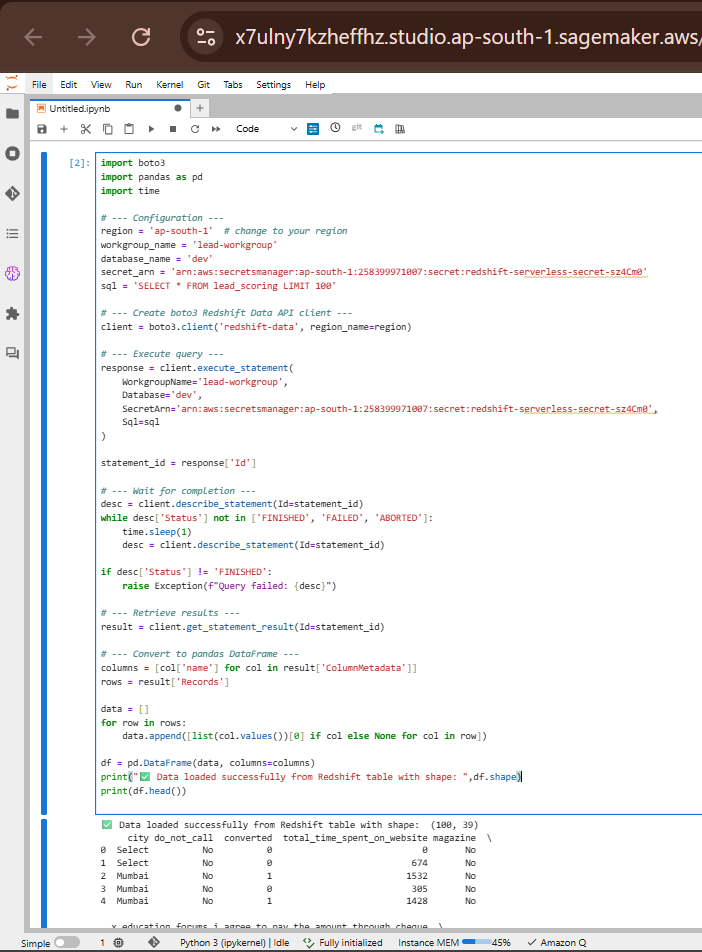 x7ulny7kzheffhz.studio.ap-south-1.sagemaker.aws/
File Edit View Run Kernel Git Tabs Settings Help
Untitled.ipynb
Code git
[2]: import boto3
import pandas as pd
import time
# --- Configuration ---
region = 'ap-south-1' # change to your region
workgroup_name = 'lead-workgroup'
database_name = 'dev'
secret_arn = 'arn:aws:secretsmanager:ap-south-1:258399971007:secret:redshift-serverless-secret-sz4Cm0'
sql = 'SELECT * FROM lead_scoring LIMIT 100'
# --- Create boto3 Redshift Data API client ---
client = boto3.client('redshift-data', region_name=region)
# --- Execute query ---
response = client.execute_statement(
    WorkgroupName='lead-workgroup',
    Database='dev',
    SecretArn='arn:aws:secretsmanager:ap-south-1:258399971007:secret:redshift-serverless-secret-sz4Cm0',
    Sql=sql
)
statement_id = response['Id']
# --- Wait for completion ---
desc = client.describe_statement(Id=statement_id)
while desc['Status'] not in ['FINISHED', 'FAILED', 'ABORTED']:
    time.sleep(1)
    desc = client.describe_statement(Id=statement_id)
if desc['Status'] != 'FINISHED':
    raise Exception(f"Query failed: {desc}")
# --- Retrieve results ---
result = client.get_statement_result(Id=statement_id)
# --- Convert to pandas DataFrame ---
columns = [col['name'] for col in result['ColumnMetadata']]
rows = result['Records']
data = []
for row in rows:
    data.append([list(col.values())[0] if col else None for col in row])
df = pd.DataFrame(data, columns=columns)
print("✅ Data loaded successfully from Redshift table with shape: ",df.shape)
print(df.head())
✅ Data loaded successfully from Redshift table with shape:  (100, 39)
city do_not_call converted total_time_spent_on_website magazine \
0 Select No 0 0 No
1 Select No 0 674 No
2 Mumbai No 1 1532 No
3 Mumbai No 0 305 No
4 Mumbai No 1 1428 No
x_education_forums i_agree_to_pay_the_amount_through_cheque \
Simple 1 Python 3 (ipykernel) | Idle Fully initialized Instance MEM 45% Amazon Q